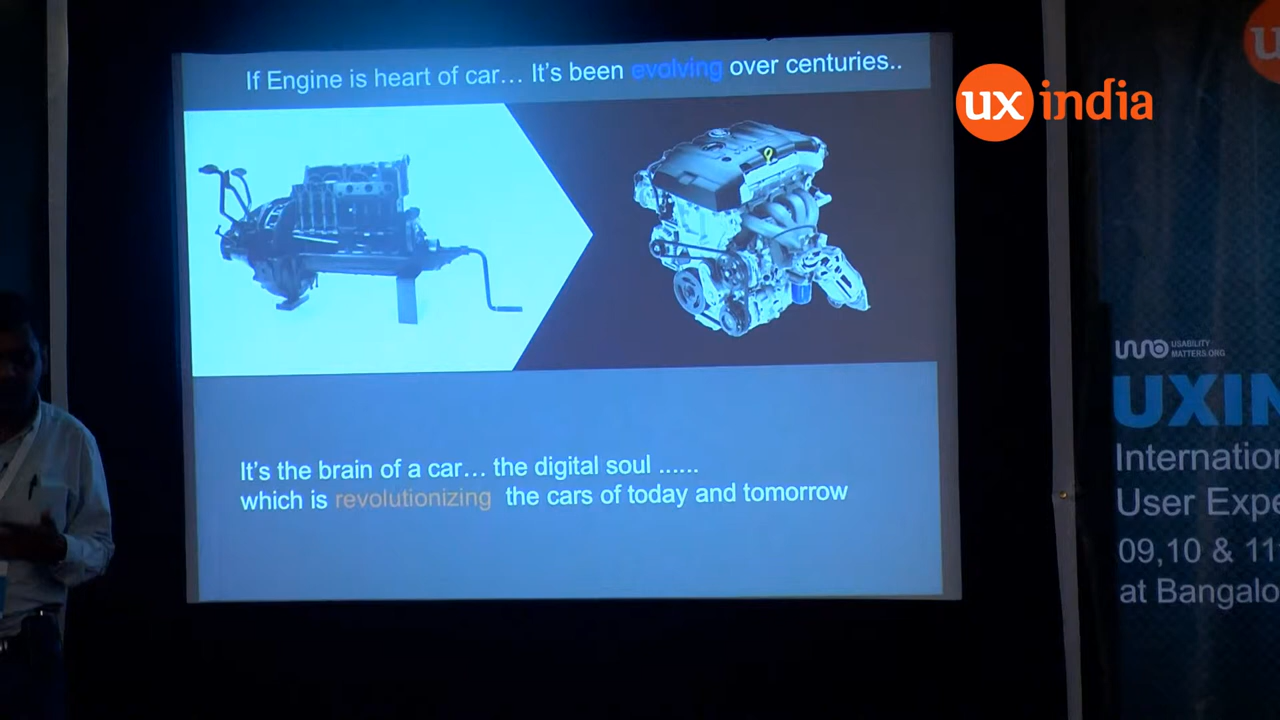 If Engine is heart of car... It's been evolving over centuries..
It's the brain of a car... the digital soul ......
which is revolutionizing the cars of today and tomorrow
ux india
u
USABILITY
MATTERS.ORG
UXIN
Internation
User Expe
09,10 & 11
at Bangalo